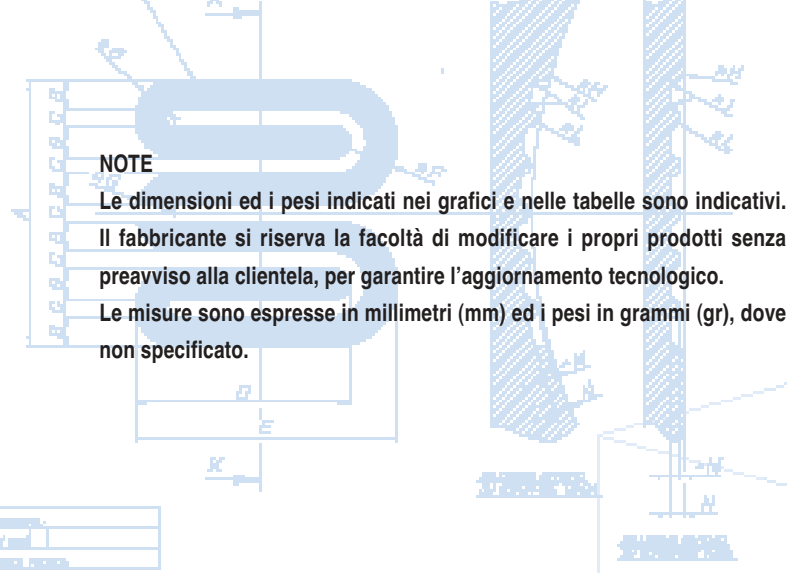 NOTE
Le dimensioni ed i pesi indicati nei grafici e nelle tabelle sono indicativi.
Il fabbricante si riserva la facoltà di modificare i propri prodotti senza
preavviso alla clientela, per garantire l’aggiornamento tecnologico.
Le misure sono espresse in millimetri (mm) ed i pesi in grammi (gr), dove
non specificato.
E